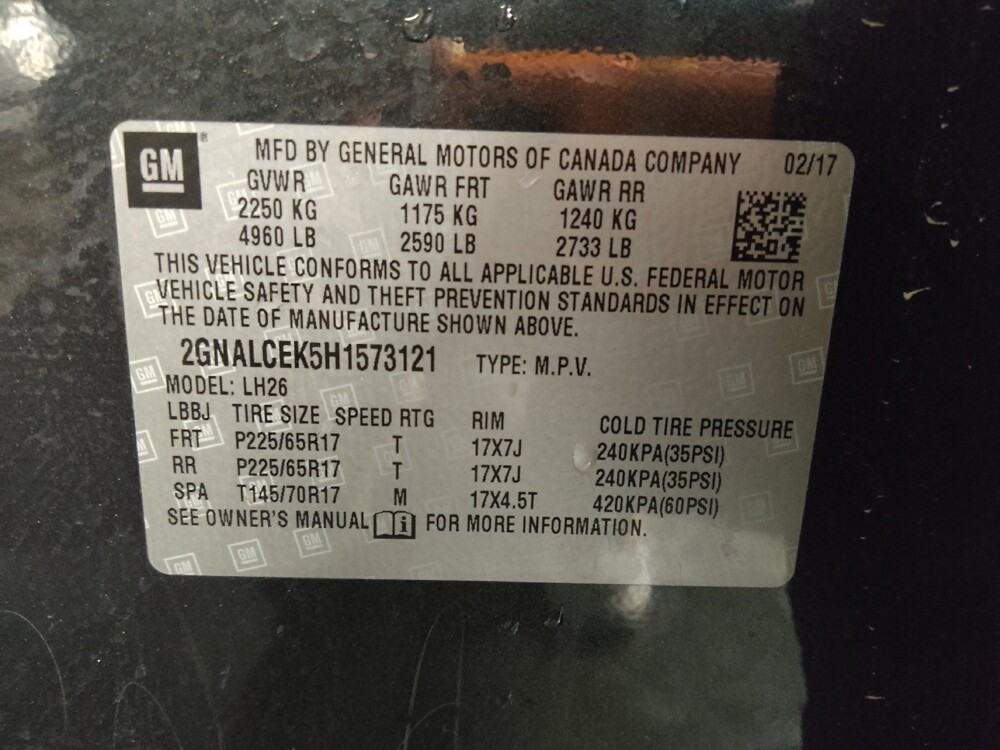 GM ® MFD BY GENERAL MOTORS OF CANADA COMPANY 02/17
GVWR GAWR FRT GAWR RR
2250 KG 1175 KG 1240 KG
4960 LB 2590 LB 2733 LB
THIS VEHICLE CONFORMS TO ALL APPLICABLE U.S. FEDERAL MOTOR
VEHICLE SAFETY AND THEFT PREVENTION STANDARDS IN EFFECT ON
THE DATE OF MANUFACTURE SHOWN ABOVE.
2GNALCEK5H1573121 TYPE: M.P.V.
MODEL: LH26
LBBJ TIRE SIZE SPEED RTG RIM COLD TIRE PRESSURE
FRT P225/65R17 T 17X7J 240KPA(35PSI)
RR P225/65R17 T 17X7J 240KPA(35PSI)
SPA T145/70R17 M 17X4.5T 420KPA(60PSI)
SEE OWNER'S MANUAL i FOR MORE INFORMATION.